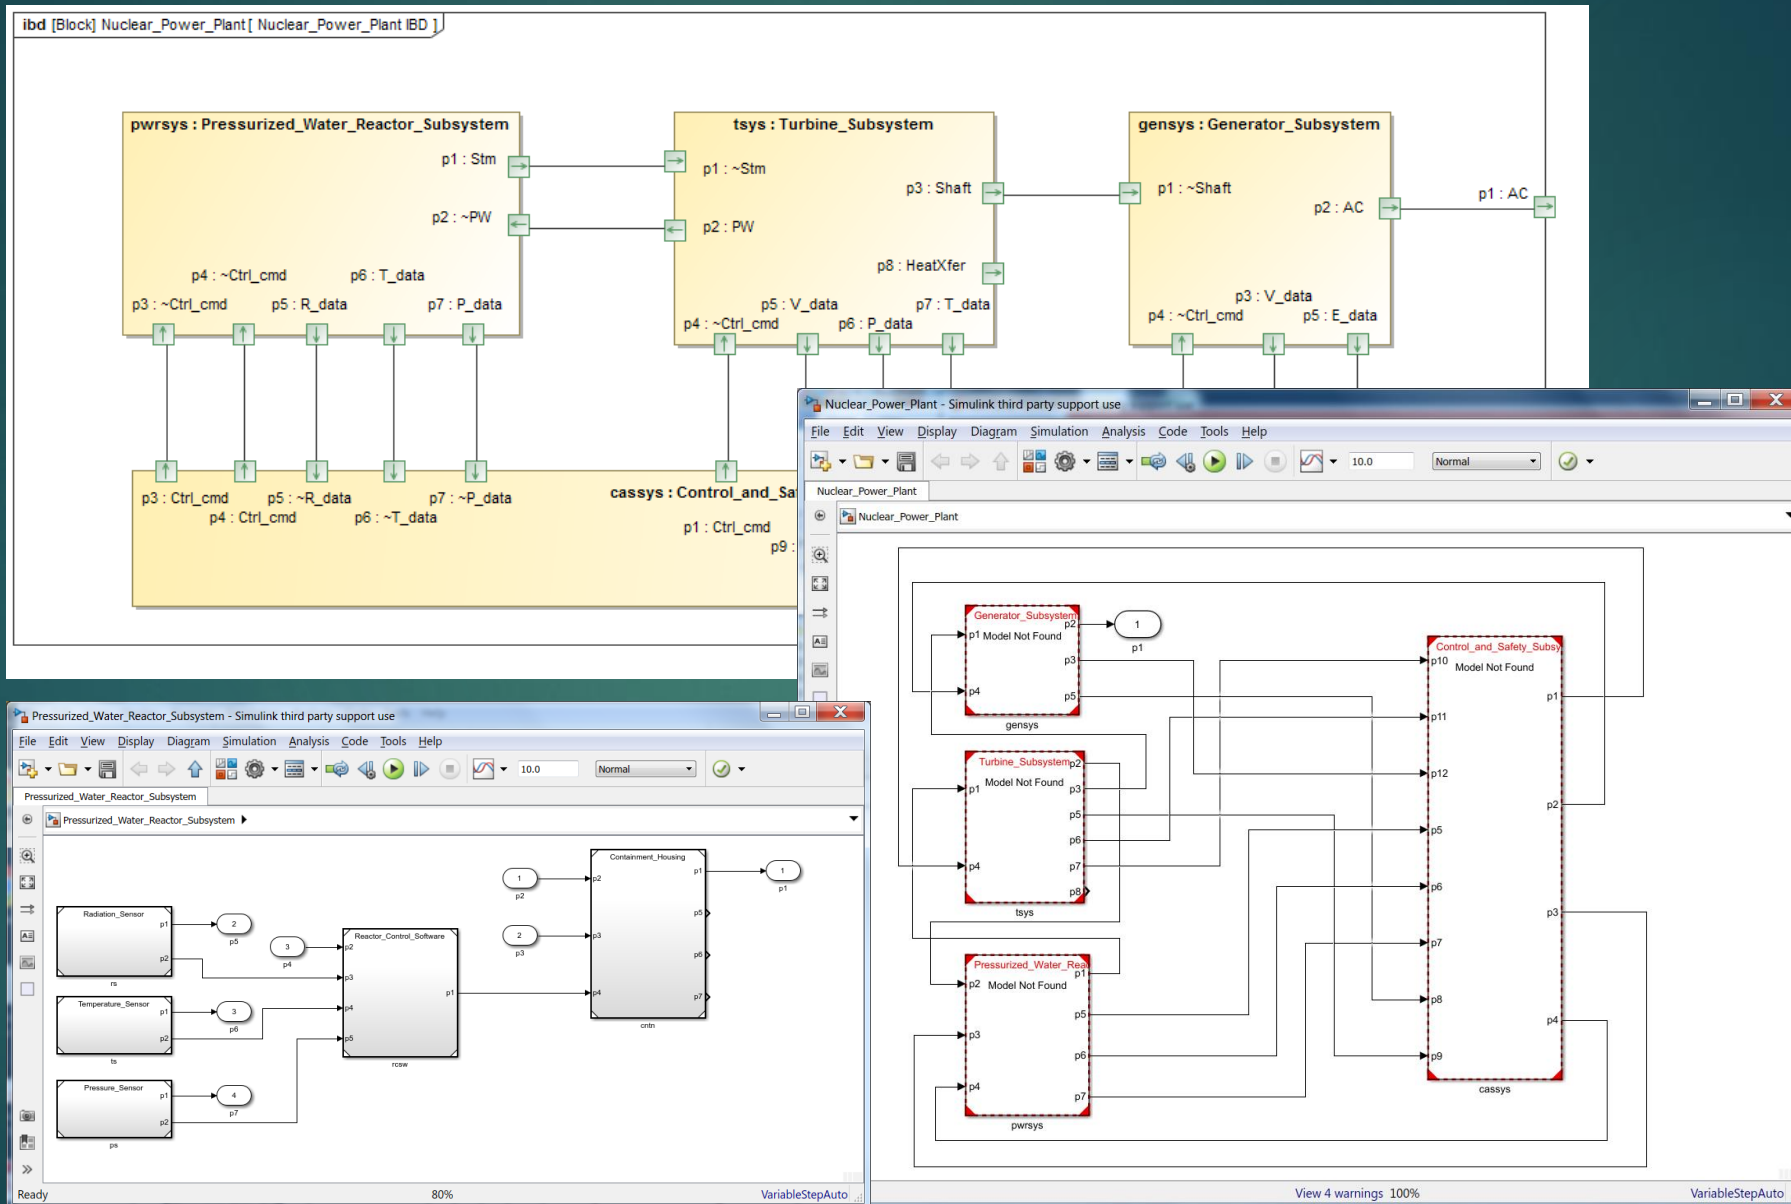 ibd [Block] Nuclear_Power_Plant[ Nuclear_Power_Plant IBD ]
pwrsys : Pressurized_Water_Reactor_Subsystem
p1 : Stm
p2 : ~PW
p4 : ~Ctrl_cmd
p6 : T_data
p3 : ~Ctrl_cmd
p5 : R_data
p7 : P_data
tsys : Turbine_Subsystem
p1 : ~Stm
p3 : Shaft
p2 : PW
p8 : HeatXfer
p5 : V_data
p7 : T_data
p4 : ~Ctrl_cmd
p6 : P_data
gensys : Generator_Subsystem
p1 : ~Shaft
p2 : AC
p3 : V_data
p4 : ~Ctrl_cmd
p5 : E_data
p1 : AC
p3 : Ctrl_cmd
p5 : ~R_data
p7 : ~P_data
p4 : Ctrl_cmd
p6 : ~T_data
cassys : Control_and_Sa
p1 : Ctrl_cmd
p9 :
Nuclear_Power_Plant - Simulink third party support use
File Edit View Display Diagram Simulation Analysis Code Tools Help
10.0
Normal
Nuclear_Power_Plant
Nuclear_Power_Plant
Generator_Subsystem
p1 Model Not Found
p2
p3
p4
p5
gensys
1
p1
Turbine_Subsystem
p2
p1 Model Not Found
p3
p5
p6
p4
p7
p8
tsys
Pressurized_Water_Rea
p1
p2 Model Not Found
p3
p5
p6
p4
p7
pwrsys
Control_and_Safety_Subsy
p10 Model Not Found
p1
p11
p12
p2
p5
p6
p3
p7
p8
p4
p9
cassys
View 4 warnings 100%
VariableStepAuto
Pressurized_Water_Reactor_Subsystem - Simulink third party support use
File Edit View Display Diagram Simulation Analysis Code Tools Help
10.0
Normal
Pressurized_Water_Reactor_Subsystem
Pressurized_Water_Reactor_Subsystem
Radiation_Sensor
p1
p2
rs
2
p5
Temperature_Sensor
p1
p2
ts
3
p6
Pressure_Sensor
p1
p2
ps
4
p7
3
p4
Reactor_Control_Software
p2
p3
p1
p4
p5
rcsw
1
p2
2
p3
Containment_Housing
p2
p1
p5
p3
p6
p4
p7
cntn
1
p1
Ready
80%
VariableStepAuto